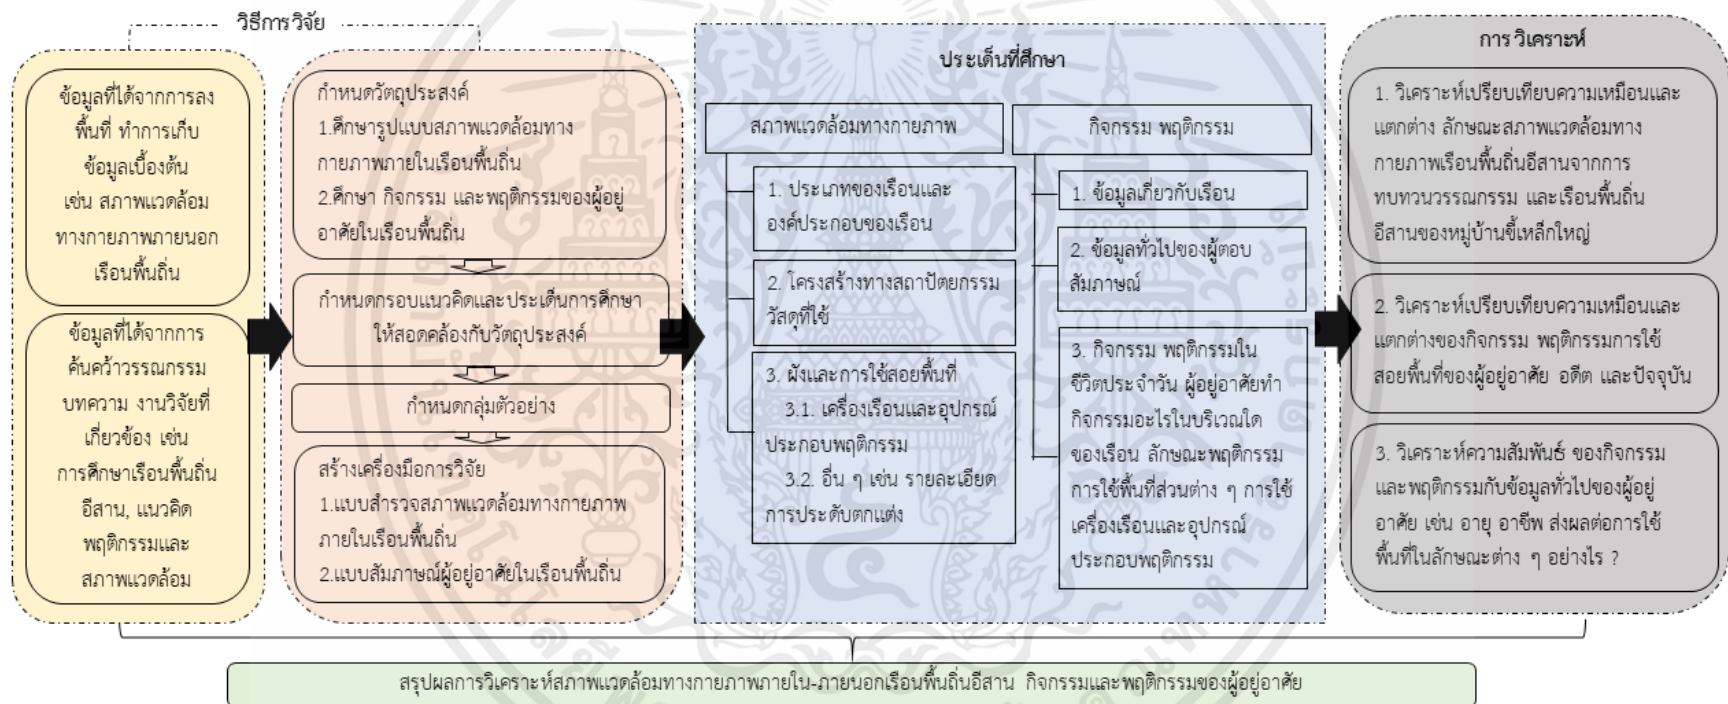 วิธีการวิจัย
ข้อมูลที่ได้จากการลง
พื้นที่ ทำการเก็บ
ข้อมูลเบื้องต้น
เช่น สภาพแวดล้อม
ทางกายภาพภายนอก
เรือนพื้นถิ่น
ข้อมูลที่ได้จากการ
ค้นคว้าวรรณกรรม
บทความ งานวิจัยที่
เกี่ยวข้อง เช่น
การศึกษาเรือนพื้นถิ่น
อีสาน, แนวคิด
พฤติกรรมและ
สภาพแวดล้อม
กำหนดวัตถุประสงค์
1.ศึกษารูปแบบสภาพแวดล้อมทาง
กายภาพภายในเรือนพื้นถิ่น
2.ศึกษา กิจกรรม และพฤติกรรมของผู้อยู่
อาศัยในเรือนพื้นถิ่น
กำหนดกรอบแนวคิดและประเด็นการศึกษา
ให้สอดคล้องกับวัตถุประสงค์
กำหนดกลุ่มตัวอย่าง
สร้างเครื่องมือการวิจัย
1.แบบสำรวจสภาพแวดล้อมทางกายภาพ
ภายในเรือนพื้นถิ่น
2.แบบสัมภาษณ์ผู้อยู่อาศัยในเรือนพื้นถิ่น
ประเด็นที่ศึกษา
สภาพแวดล้อมทางกายภาพ
1. ประเภทของเรือนและ
องค์ประกอบของเรือน
2. โครงสร้างทางสถาปัตยกรรม
วัสดุที่ใช้
3. ผังและการใช้สอยพื้นที่
3.1. เครื่องเรือนและอุปกรณ์
ประกอบพฤติกรรม
3.2. อื่น ๆ เช่น รายละเอียด
การประดับตกแต่ง
กิจกรรม พฤติกรรม
1. ข้อมูลเกี่ยวกับเรือน
2. ข้อมูลทั่วไปของผู้ตอบ
สัมภาษณ์
3. กิจกรรม พฤติกรรมใน
ชีวิตประจำวัน ผู้อยู่อาศัยทำ
กิจกรรมอะไรในบริเวณใด
ของเรือน ลักษณะพฤติกรรม
การใช้พื้นที่ส่วนต่าง ๆ การใช้
เครื่องเรือนและอุปกรณ์
ประกอบพฤติกรรม
การ วิเคราะห์
1. วิเคราะห์เปรียบเทียบความเหมือนและ
แตกต่าง ลักษณะสภาพแวดล้อมทาง
กายภาพเรือนพื้นถิ่นอีสานจากการ
ทบทวนวรรณกรรม และเรือนพื้นถิ่น
อีสานของหมู่บ้านขี้เหล็กใหญ่
2. วิเคราะห์เปรียบเทียบความเหมือนและ
แตกต่างของกิจกรรม พฤติกรรมการใช้
สอยพื้นที่ของผู้อยู่อาศัย อดีต และปัจจุบัน
3. วิเคราะห์ความสัมพันธ์ ของกิจกรรม
และพฤติกรรมกับข้อมูลทั่วไปของผู้อยู่
อาศัย เช่น อายุ อาชีพ ส่งผลต่อการใช้
พื้นที่ในลักษณะต่าง ๆ อย่างไร ?
สรุปผลการวิเคราะห์สภาพแวดล้อมทางกายภาพภายใน-ภายนอกเรือนพื้นถิ่นอีสาน กิจกรรมและพฤติกรรมของผู้อยู่อาศัย